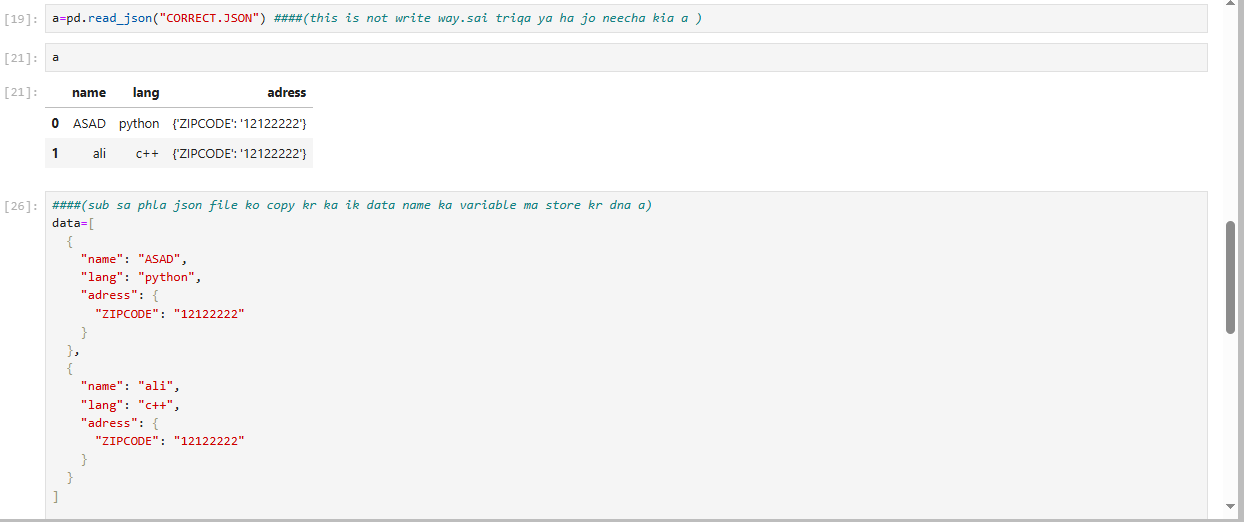 [19]: a=pd.read_json("CORRECT.JSON") ####(this is not write way.sai triqa ya ha jo neecha kia a )
[21]: a
[21]: name lang adress
0 ASAD python {'ZIPCODE': '12122222'}
1 ali c++ {'ZIPCODE': '12122222'}
[26]: ####(sub sa phla json file ko copy kr ka ik data name ka variable ma store kr dna a)
data=[
{
"name": "ASAD",
"lang": "python",
"adress": {
"ZIPCODE": "12122222"
}
},
{
"name": "ali",
"lang": "c++",
"adress": {
"ZIPCODE": "12122222"
}
}
]